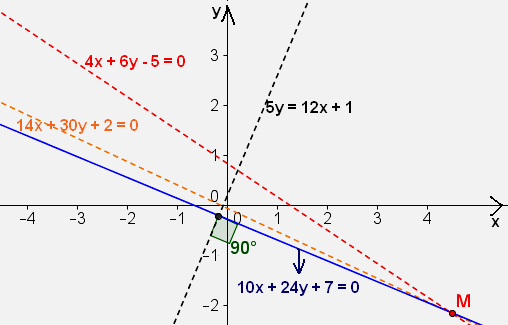 y
3
4x + 6y - 5 = 0
2
5y = 12x + 1
14x + 30y + 2 = 0
1
0
-4 -3 -2 -1 0 1 2 3 4
x
90°
-1
10x + 24y + 7 = 0
M
-2